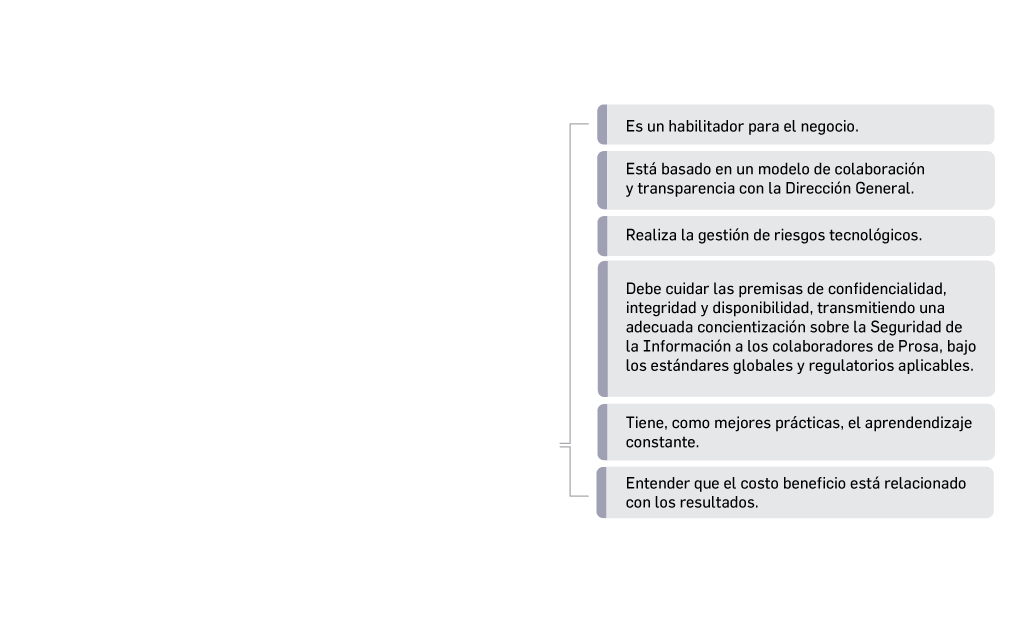 Es un habilitador para el negocio.
Está basado en un modelo de colaboración
y transparencia con la Dirección General.
Realiza la gestión de riesgos tecnológicos.
Debe cuidar las premisas de confidencialidad,
integridad y disponibilidad, transmitiendo una
adecuada concientización sobre la Seguridad de
la Información a los colaboradores de Prosa, bajo
los estándares globales y regulatorios aplicables.
Tiene, como mejores prácticas, el aprendendizaje
constante.
Entender que el costo beneficio está relacionado
con los resultados.